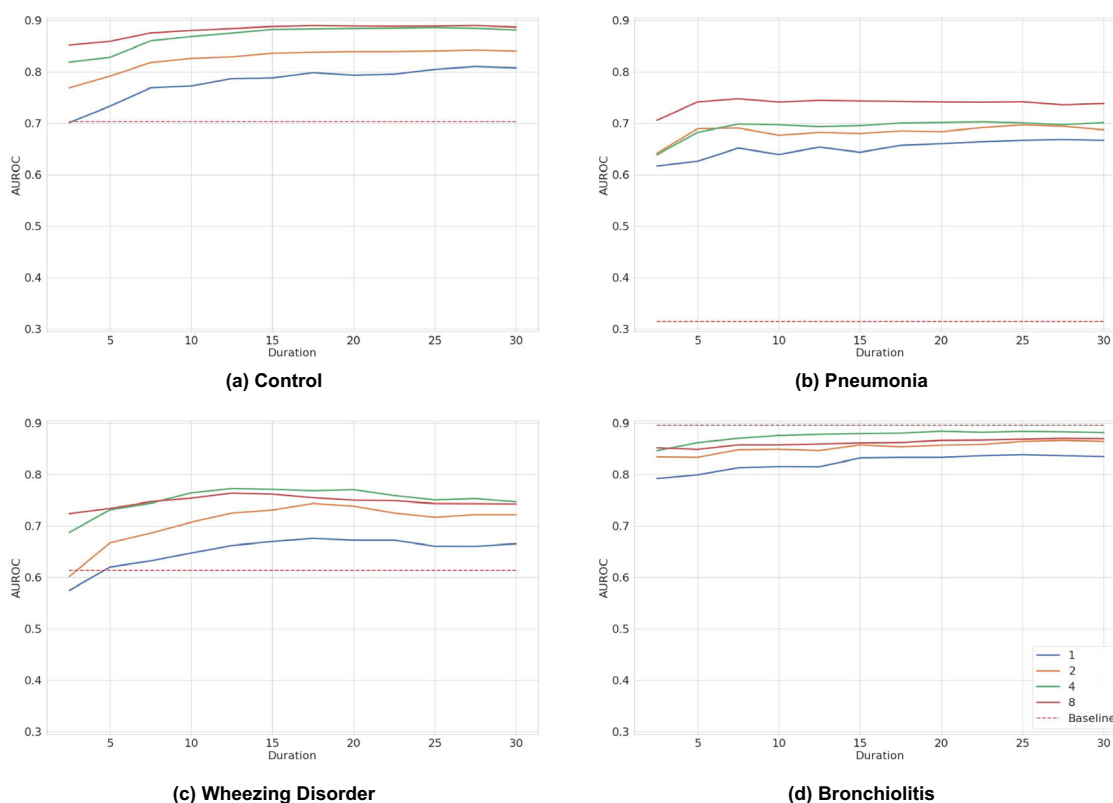 0.9
0.8
0.7
0.6
0.5
0.4
0.3
AUROC
5 10 15 20 25 30
Duration
(a) Control
0.9
0.8
0.7
0.6
0.5
0.4
0.3
AUROC
5 10 15 20 25 30
Duration
(b) Pneumonia
0.9
0.8
0.7
0.6
0.5
0.4
0.3
AUROC
5 10 15 20 25 30
Duration
(c) Wheezing Disorder
0.9
0.8
0.7
0.6
0.5
0.4
0.3
AUROC
1
2
4
8
Baseline
5 10 15 20 25 30
Duration
(d) Bronchiolitis